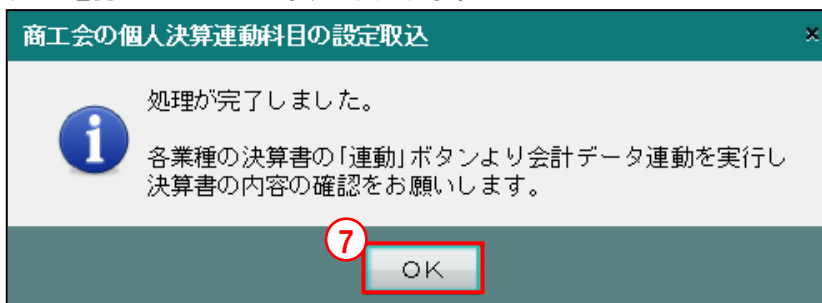 商工会の個人決算連動科目の設定取込
処理が完了しました。
各業種の決算書の「連動」ボタンより会計データ連動を実行し
決算書の内容の確認をお願いします。
⑦
OK